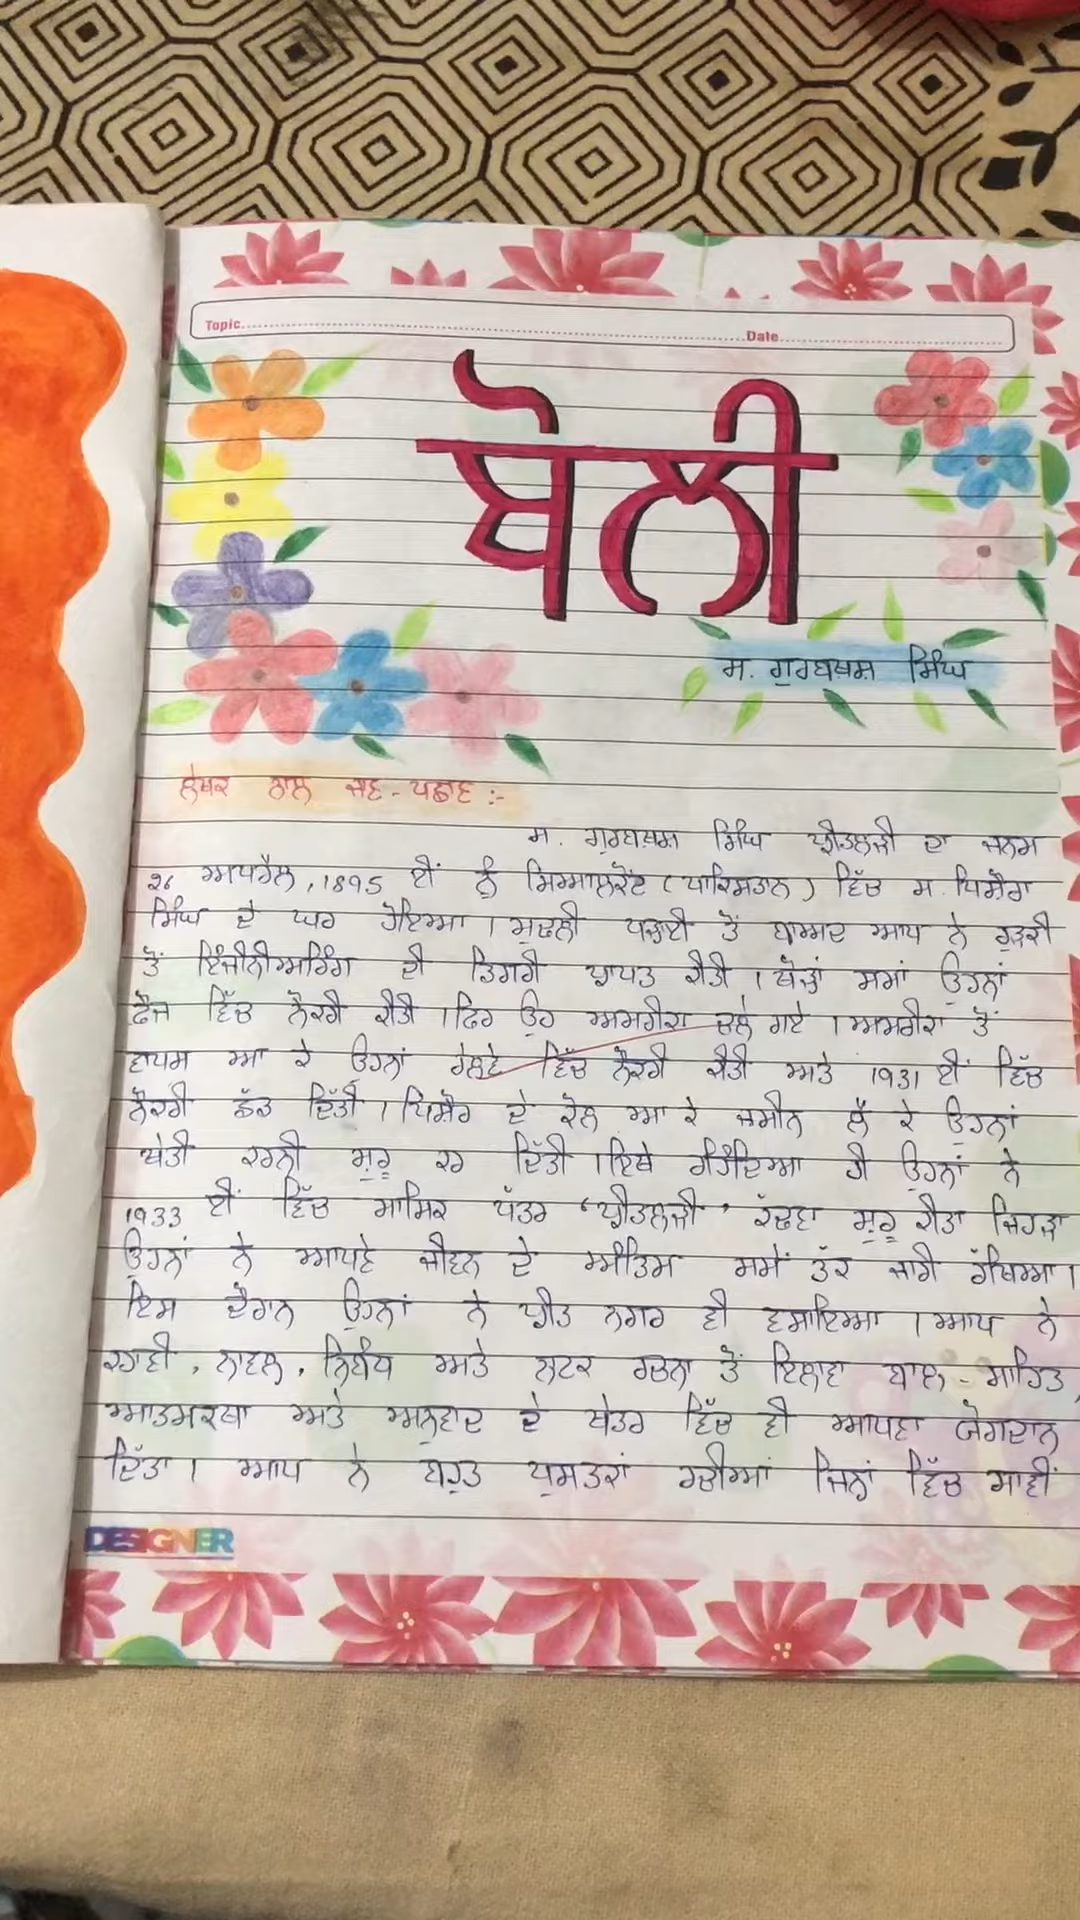 Topic
Date
ਬੋਲੀ
ਸ. ਗੁਰਬਖ਼ਸ਼ ਸਿੰਘ
ਲੇਖਕ ਨਾਲ ਜਾਣ-ਪਛਾਣ :-
ਸ. ਗੁਰਬਖ਼ਸ਼ ਸਿੰਘ ਪ੍ਰੀਤਲੜੀ ਦਾ ਜਨਮ
26 ਅਪਰੈਲ, 1895 ਈਂ ਨੂੰ ਸਿਆਲਕੋਟ (ਪਾਕਿਸਤਾਨ) ਵਿੱਚ ਸ. ਪਿਸ਼ੌਰਾ
ਸਿੰਘ ਦੇ ਘਰ ਹੋਇਆ । ਮੁਢਲੀ ਪੜ੍ਹਾਈ ਤੋਂ ਬਾਅਦ ਆਪ ਨੇ ਰੁੜਕੀ
ਤੋਂ ਇੰਜੀਨੀਅਰਿੰਗ ਦੀ ਡਿਗਰੀ ਪ੍ਰਾਪਤ ਕੀਤੀ । ਥੋੜ੍ਹਾਂ ਸਮਾਂ ਉਹਨਾਂ
ਫ਼ੌਜ ਵਿੱਚ ਨੌਕਰੀ ਕੀਤੀ । ਫਿਰ ਉਹ ਅਮਰੀਕਾ ਚਲੇ ਗਏ । ਅਮਰੀਕਾ ਤੋਂ
ਵਾਪਸ ਆ ਕੇ ਉਹਨਾਂ ਰੇਲਵੇ ਵਿੱਚ ਨੌਕਰੀ ਕੀਤੀ ਅਤੇ 1931 ਈਂ ਵਿੱਚ
ਨੌਕਰੀ ਛੱਡ ਦਿੱਤੀ । ਪਿਸ਼ੌਰ ਦੇ ਕੋਲ ਆ ਕੇ ਜ਼ਮੀਨ ਲੈ ਕੇ ਉਹਨਾਂ
ਖੇਤੀ ਕਰਨੀ ਸ਼ੁਰੂ ਕਰ ਦਿੱਤੀ । ਇਥੇ ਰਹਿੰਦਿਆ ਹੀ ਉਹਨਾਂ ਨੇ
1933 ਈਂ ਵਿੱਚ ਮਾਸਿਕ ਪੱਤਰ ‘ਪ੍ਰੀਤਲੜੀ’ ਕੱਢਣਾ ਸ਼ੁਰੂ ਕੀਤਾ ਜਿਹੜਾ
ਉਹਨਾਂ ਨੇ ਆਪਣੇ ਜੀਵਨ ਦੇ ਅੰਤਿਮ ਸਮੇਂ ਤੱਕ ਜਾਰੀ ਰੱਖਿਆ ।
ਇਸ ਦੌਰਾਨ ਉਹਨਾਂ ਨੇ ਪ੍ਰੀਤ ਨਗਰ ਵੀ ਵਸਾਇਆ । ਆਪ ਨੇ
ਕਹਾਣੀ, ਨਾਵਲ, ਨਿਬੰਧ ਅਤੇ ਨਾਟਕ ਰਚਨਾ ਤੋਂ ਇਲਾਵਾ ਬਾਲ-ਸਾਹਿਤ,
ਆਤਮਕਥਾ ਅਤੇ ਅਨੁਵਾਦ ਦੇ ਖੇਤਰ ਵਿੱਚ ਵੀ ਆਪਣਾ ਯੋਗਦਾਨ
ਦਿੱਤਾ । ਆਪ ਨੇ ਬਹੁਤ ਪੁਸਤਕਾਂ ਰਚੀਆਂ ਜਿਨ੍ਹਾਂ ਵਿੱਚ ਸਾਵੀਂ
DESIGNER